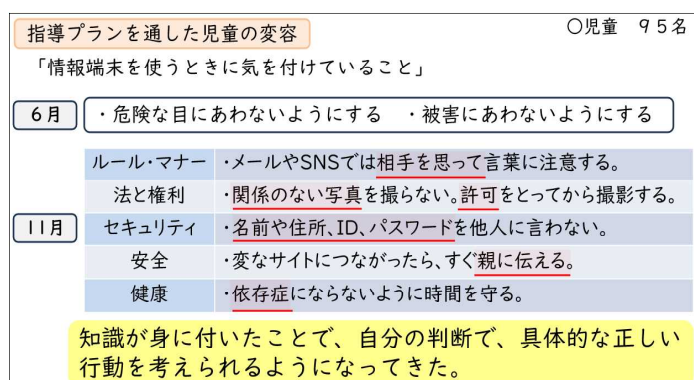 指導プランを通した児童の変容
〇児童　95名
「情報端末を使うときに気を付けていること」
6月
・危険な目にあわないようにする　・被害にあわないようにする
11月
ルール・マナー ・メールやSNSでは相手を思って言葉に注意する。
法と権利 ・関係のない写真を撮らない。許可をとってから撮影する。
セキュリティ ・名前や住所、ID、パスワードを他人に言わない。
安全 ・変なサイトにつながったら、すぐ親に伝える。
健康 ・依存症にならないように時間を守る。
知識が身に付いたことで、自分の判断で、具体的な正しい
行動を考えられるようになってきた。